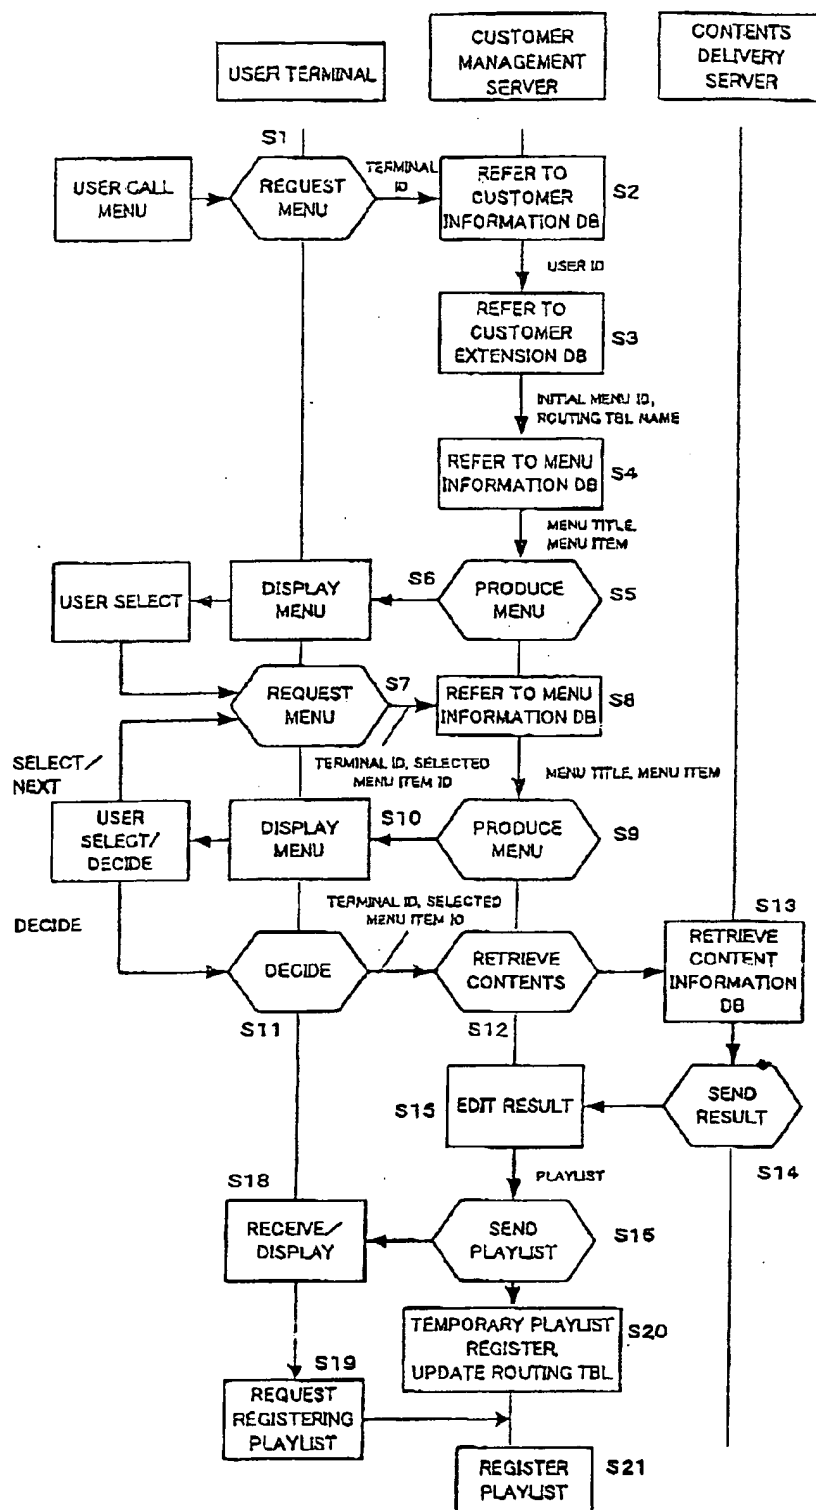 USER TERMINAL
CUSTOMER
MANAGEMENT
SERVER
CONTENTS
DELIVERY
SERVER
S1
USER CALL
MENU
REQUEST
MENU
TERMINAL
ID
REFER TO
CUSTOMER
INFORMATION DB
S2
USER ID
REFER TO
CUSTOMER
EXTENSION DB
S3
INITIAL MENU ID,
ROUTING TBL NAME
REFER TO MENU
INFORMATION DB
S4
MENU TITLE,
MENU ITEM
USER SELECT
DISPLAY
MENU
S6
PRODUCE
MENU
S5
REQUEST
MENU
S7
REFER TO MENU
INFORMATION DB
S8
SELECT/
NEXT
TERMINAL ID, SELECTED
MENU ITEM ID
MENU TITLE, MENU ITEM
USER
SELECT/
DECIDE
DISPLAY
MENU
S10
PRODUCE
MENU
S9
DECIDE
TERMINAL ID, SELECTED
MENU ITEM ID
S13
DECIDE
RETRIEVE
CONTENTS
RETRIEVE
CONTENT
INFORMATION
DB
S11
S12
S15
EDIT RESULT
SEND
RESULT
S14
PLAYLIST
S18
RECEIVE/
DISPLAY
SEND
PLAYLIST
S16
TEMPORARY PLAYLIST
REGISTER,
UPDATE ROUTING TBL
S20
S19
REQUEST
REGISTERING
PLAYLIST
REGISTER
PLAYLIST
S21